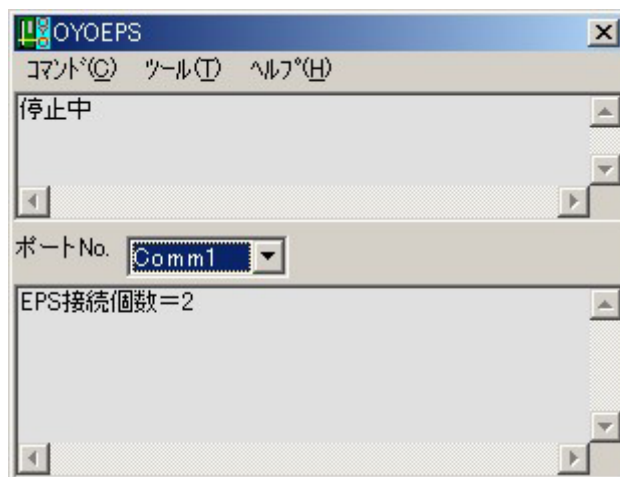 OYOEPS
コマンド(C) ツール(T) ヘルプ(H)
停止中
ポートNo. Comm1
EPS接続個数=2